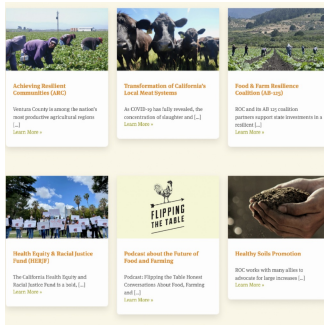 Achieving Resilient
Communities (ARC)
Ventura County is among the nation's
most productive agricultural regions
[...]
Learn More »
Transformation of California's
Local Meat Systems
As COVID-19 has fully revealed, the
concentration of slaughter and [...]
Learn More »
Food & Farm Resilience
Coalition (AB-125)
ROC and its AB 125 coalition
partners support state investments in a
resilient [...]
Learn More »
FLIPPING
THE TABLE
Health Equity & Racial Justice
Fund (HERJF)
The California Health Equity and
Racial Justice Fund is a
Learn More »
Podcast about the Future of
Food and Farming
Podcast: Flipping the Table Honest
Conversations About Food, Farming
and [...]
Learn More »
Healthy Soils Promotion
ROC works with many allies to
advocate for large increases [...]
Learn More »